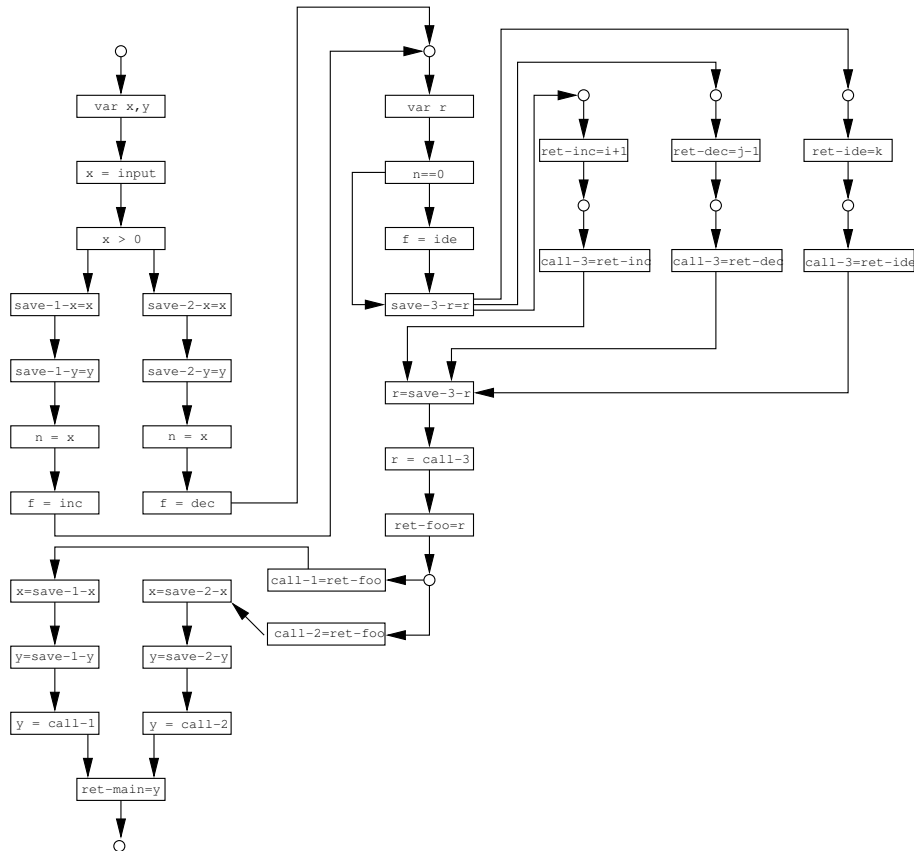 var x,y
x = input
x > 0
save-1-x=x
save-2-x=x
save-1-y=y
save-2-y=y
n = x
n = x
f = inc
f = dec
var r
n==0
f = ide
save-3-r=r
ret-inc=i+1
ret-dec=j-1
ret-ide=k
call-3=ret-inc
call-3=ret-dec
call-3=ret-ide
r=save-3-r
r = call-3
ret-foo=r
call-1=ret-foo
call-2=ret-foo
x=save-1-x
x=save-2-x
y=save-1-y
y=save-2-y
y = call-1
y = call-2
ret-main=y